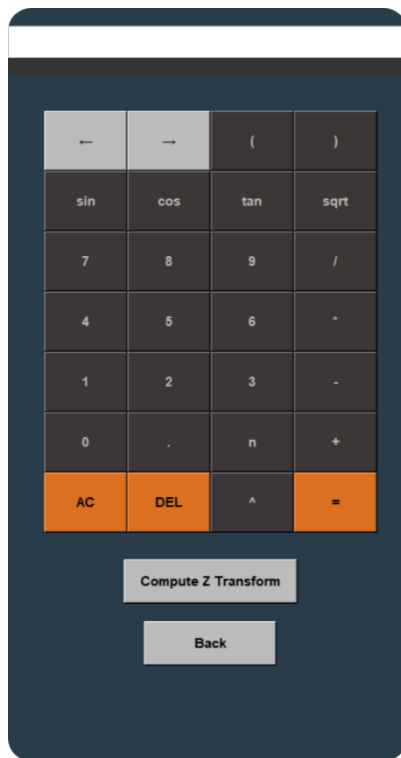 ← → ( )
sin cos tan sqrt
7 8 9 /
4 5 6 *
1 2 3 -
0 . n +
AC DEL ^ =
Compute Z Transform
Back